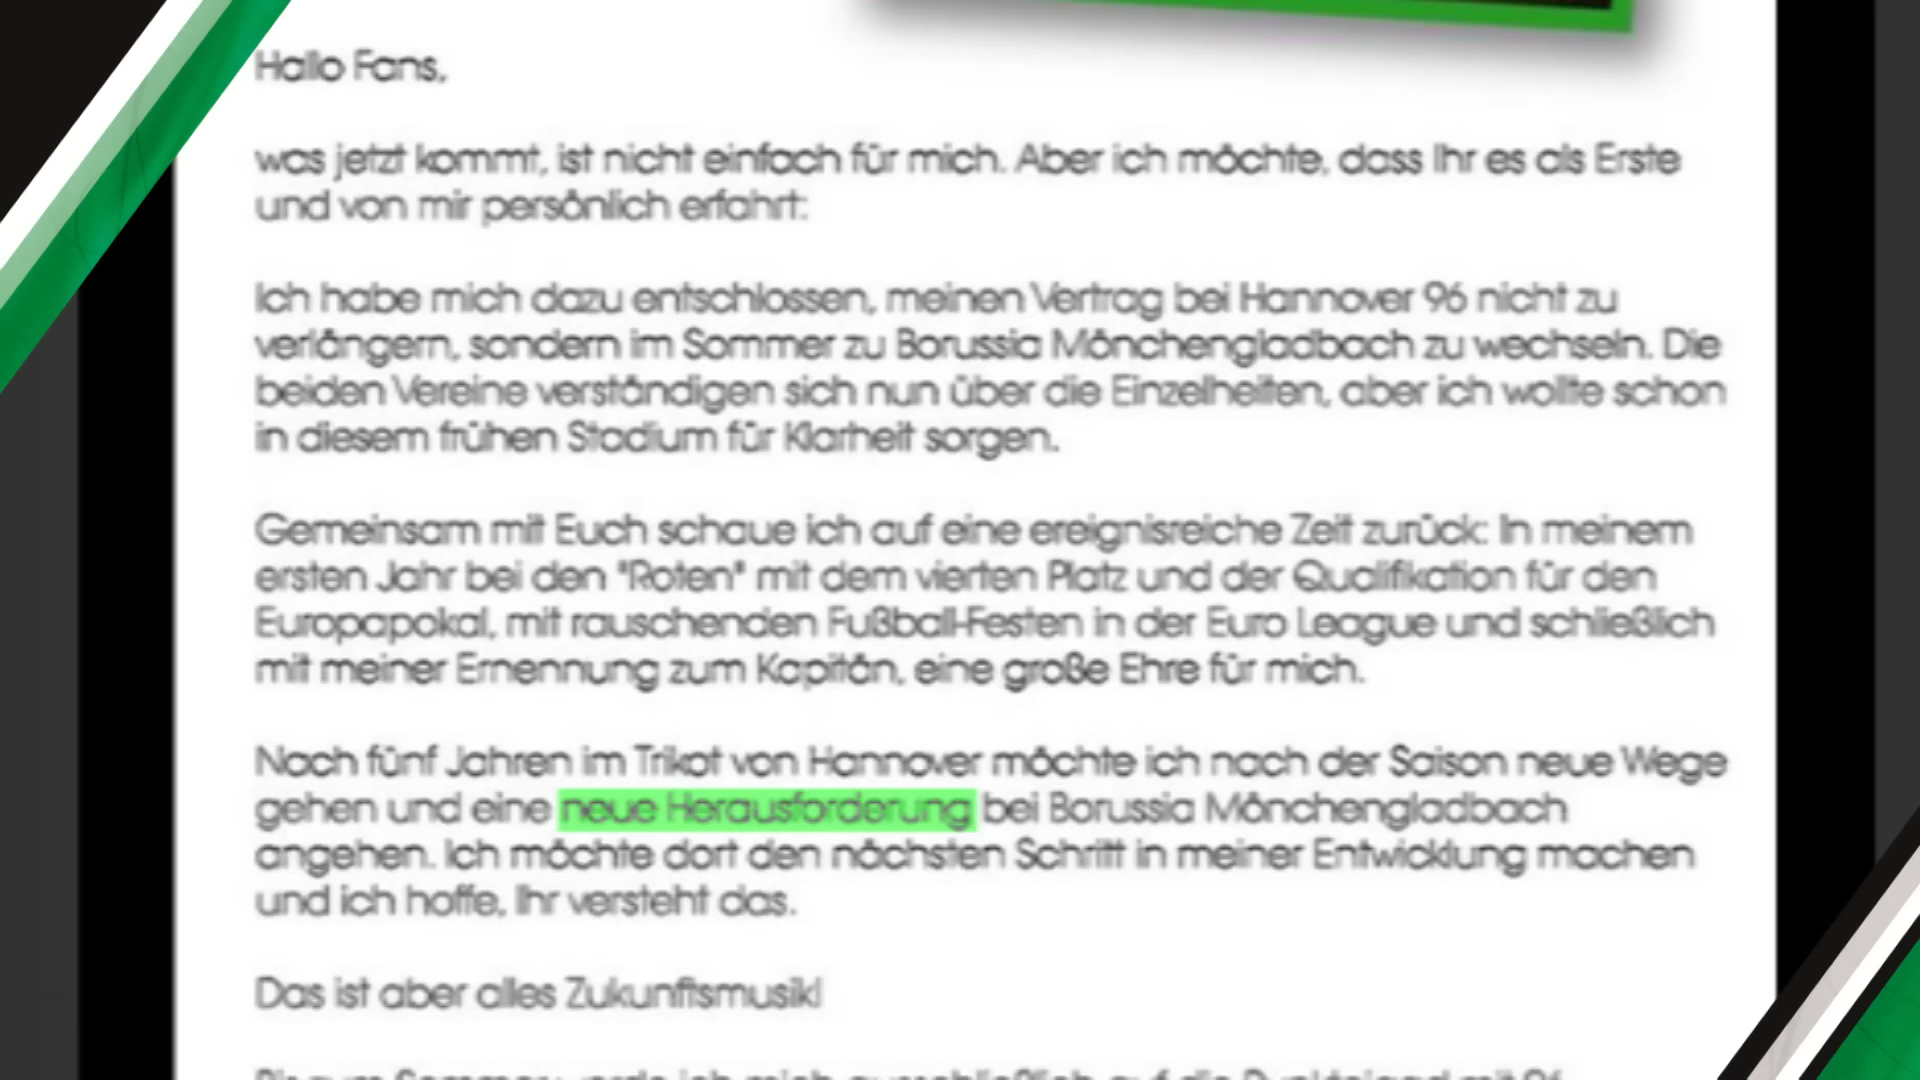 Hallo Fans,
was jetzt kommt, ist nicht einfach für mich. Aber ich möchte, dass Ihr es als Erste
und von mir persönlich erfahrt:
Ich habe mich dazu entschlossen, meinen Vertrag bei Hannover 96 nicht zu
verlängern, sondern im Sommer zu Borussia Mönchengladbach zu wechseln. Die
beiden Vereine verständigen sich nun über die Einzelheiten, aber ich wollte schon
in diesem frühen Stadium für Klarheit sorgen.
Gemeinsam mit Euch schaue ich auf eine ereignisreiche Zeit zurück: In meinem
ersten Jahr bei den "Roten" mit dem vierten Platz und der Qualifikation für den
Europapokal, mit rauschenden Fußball-Festen in der Euro League und schließlich
mit meiner Ernennung zum Kapitän, eine große Ehre für mich.
Nach fünf Jahren im Trikot von Hannover möchte ich nach der Saison neue Wege
gehen und eine neue Herausforderung bei Borussia Mönchengladbach
angehen. Ich möchte dort den nächsten Schritt in meiner Entwicklung machen
und ich hoffe, Ihr versteht das.
Das ist aber alles Zukunftsmusik!